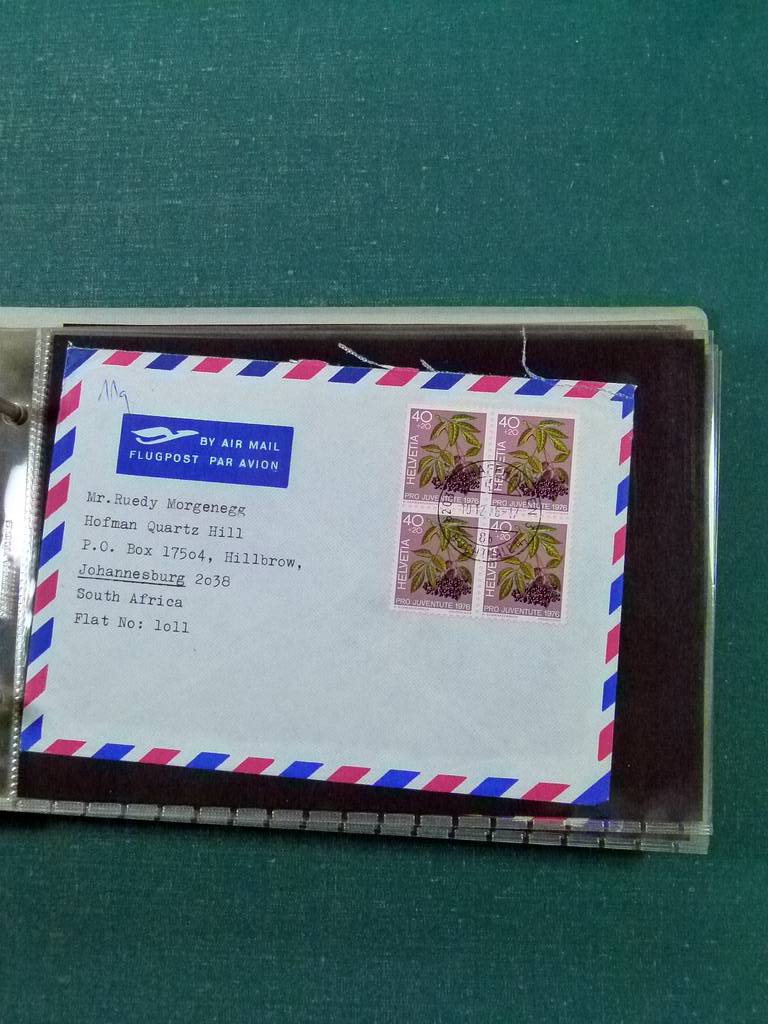 11g
BY AIR MAIL
FLUGPOST PAR AVION
Mr.Ruedy Morgenegg
Hofman Quartz Hill
P.O. Box 175o4, Hillbrow,
Johannesburg 2o38
South Africa
Flat No: 1o11
40
+20
HELVETIA
PRO JUVENTUTE 1976
40
+20
HELVETIA
PRO JUVENTUTE 1976
40
+20
HELVETIA
PRO JUVENTUTE 1976
40
+20
HELVETIA
PRO JUVENTUTE 1976